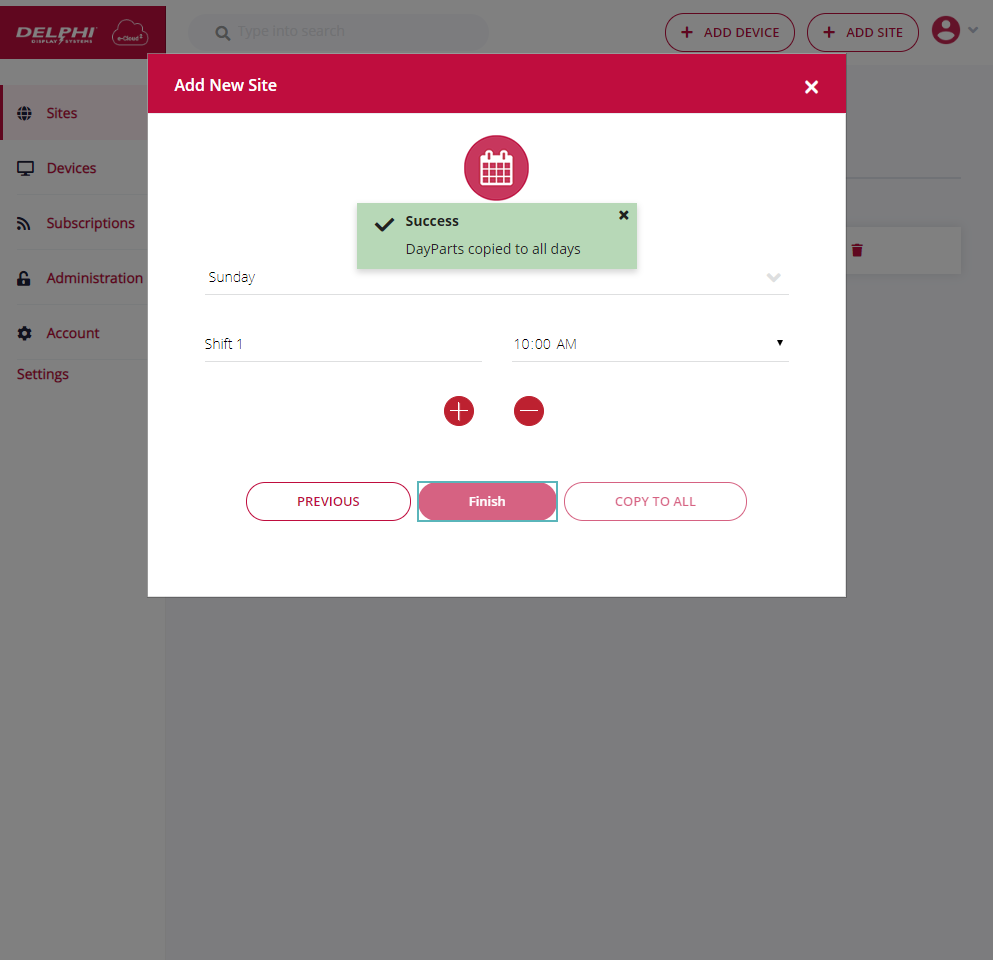 DELPHI
DISPLAY SYSTEMS
e-Cloud²
Type into search
ADD DEVICE
ADD SITE
Add New Site
Sites
Devices
Success
DayParts copied to all days
Subscriptions
Administration
Sunday
Account
Shift 1
10:00 AM
Settings
PREVIOUS
Finish
COPY TO ALL